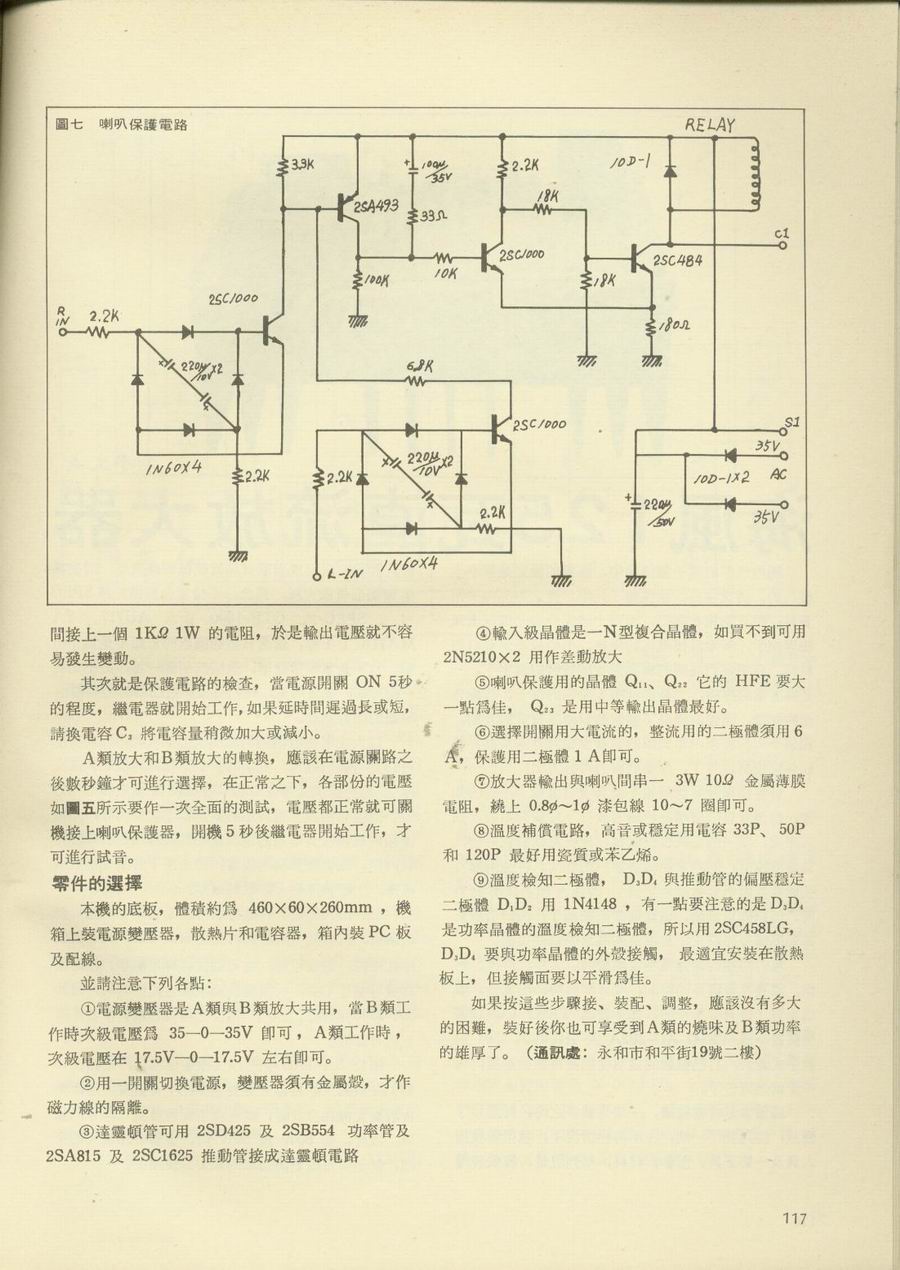 圖七 喇叭保護電路
RELAY
3.3K
100μ/35V
2.2K
10D-1
18K
2SA493
33Ω
C1
2SC1000
2SC484
10K
100K
18K
2SC1000
R IN
2.2K
180Ω
220μ/10V X2
6.8K
S1
2SC1000
35V
1N60X4
2.2K
2.2K
220μ/10V X2
10D-1X2
AC
220μ/50V
2.2K
35V
L-IN
1N60X4
間接上一個 1KΩ 1W 的電阻，於是輸出電壓就不容
易發生變動。
其次就是保護電路的檢查，當電源開關 ON 5秒
的程度，繼電器就開始工作，如果延時間遲過長或短，
請換電容 C₃ 將電容量稍微加大或減小。
A類放大和B類放大的轉換，應該在電源關路之
後數秒鐘才可進行選擇，在正常之下，各部份的電壓
如圖五所示要作一次全面的測試，電壓都正常就可關
機接上喇叭保護器，開機5秒後繼電器開始工作，才
可進行試音。
零件的選擇
本機的底板，體積約爲 460×60×260mm ，機
箱上裝電源變壓器，散熱片和電容器，箱內裝 PC 板
及配線。
並請注意下列各點：
①電源變壓器是A類與B類放大共用，當B類工
作時次級電壓爲 35—0—35V 卽可，A類工作時，
次級電壓在 17.5V—0—17.5V 左右卽可。
②用一開關切換電源，變壓器須有金屬殼，才作
磁力線的隔離。
③達靈頓管可用 2SD425 及 2SB554 功率管及
2SA815 及 2SC1625 推動管接成達靈頓電路
④輸入級晶體是一N型複合晶體，如買不到可用
2N5210×2 用作差動放大
⑤喇叭保護用的晶體 Q₁₁、Q₂₂ 它的 HFE 要大
一點爲佳， Q₂₃ 是用中等輸出晶體最好。
⑥選擇開關用大電流的，整流用的二極體須用 6
A，保護用二極體 1 A卽可。
⑦放大器輸出與喇叭間串一 3W 10Ω 金屬薄膜
電阻，繞上 0.8ø～1ø 漆包線 10～7 圈卽可。
⑧溫度補償電路，高音或穩定用電容 33P、 50P
和 120P 最好用瓷質或苯乙烯。
⑨溫度檢知二極體， D₃D₄ 與推動管的偏壓穩定
二極體 D₁D₂ 用 1N4148 ，有一點要注意的是 D₃D₄
是功率晶體的溫度檢知二極體，所以用 2SC458LG，
D₃D₄ 要與功率晶體的外殼接觸， 最適宜安裝在散熱
板上，但接觸面要以平滑爲佳。
如果按這些步驟接、裝配、調整，應該沒有多大
的困難，裝好後你也可享受到A類的嬈味及B類功率
的雄厚了。（通訊處：永和市和平街19號二樓）
117